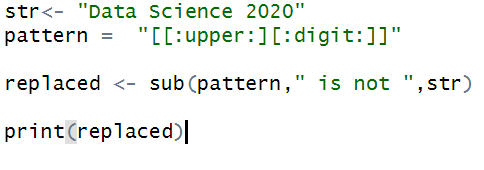 str<- "Data Science 2020"
pattern =  "[[:upper:][:digit:]]"
replaced <- sub(pattern," is not ",str)
print(replaced)